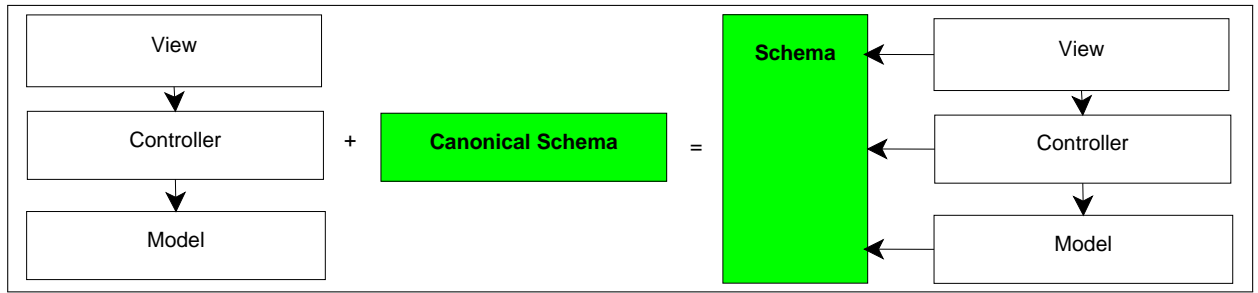 View
Controller
Model
+
Canonical Schema
=
Schema
View
Controller
Model